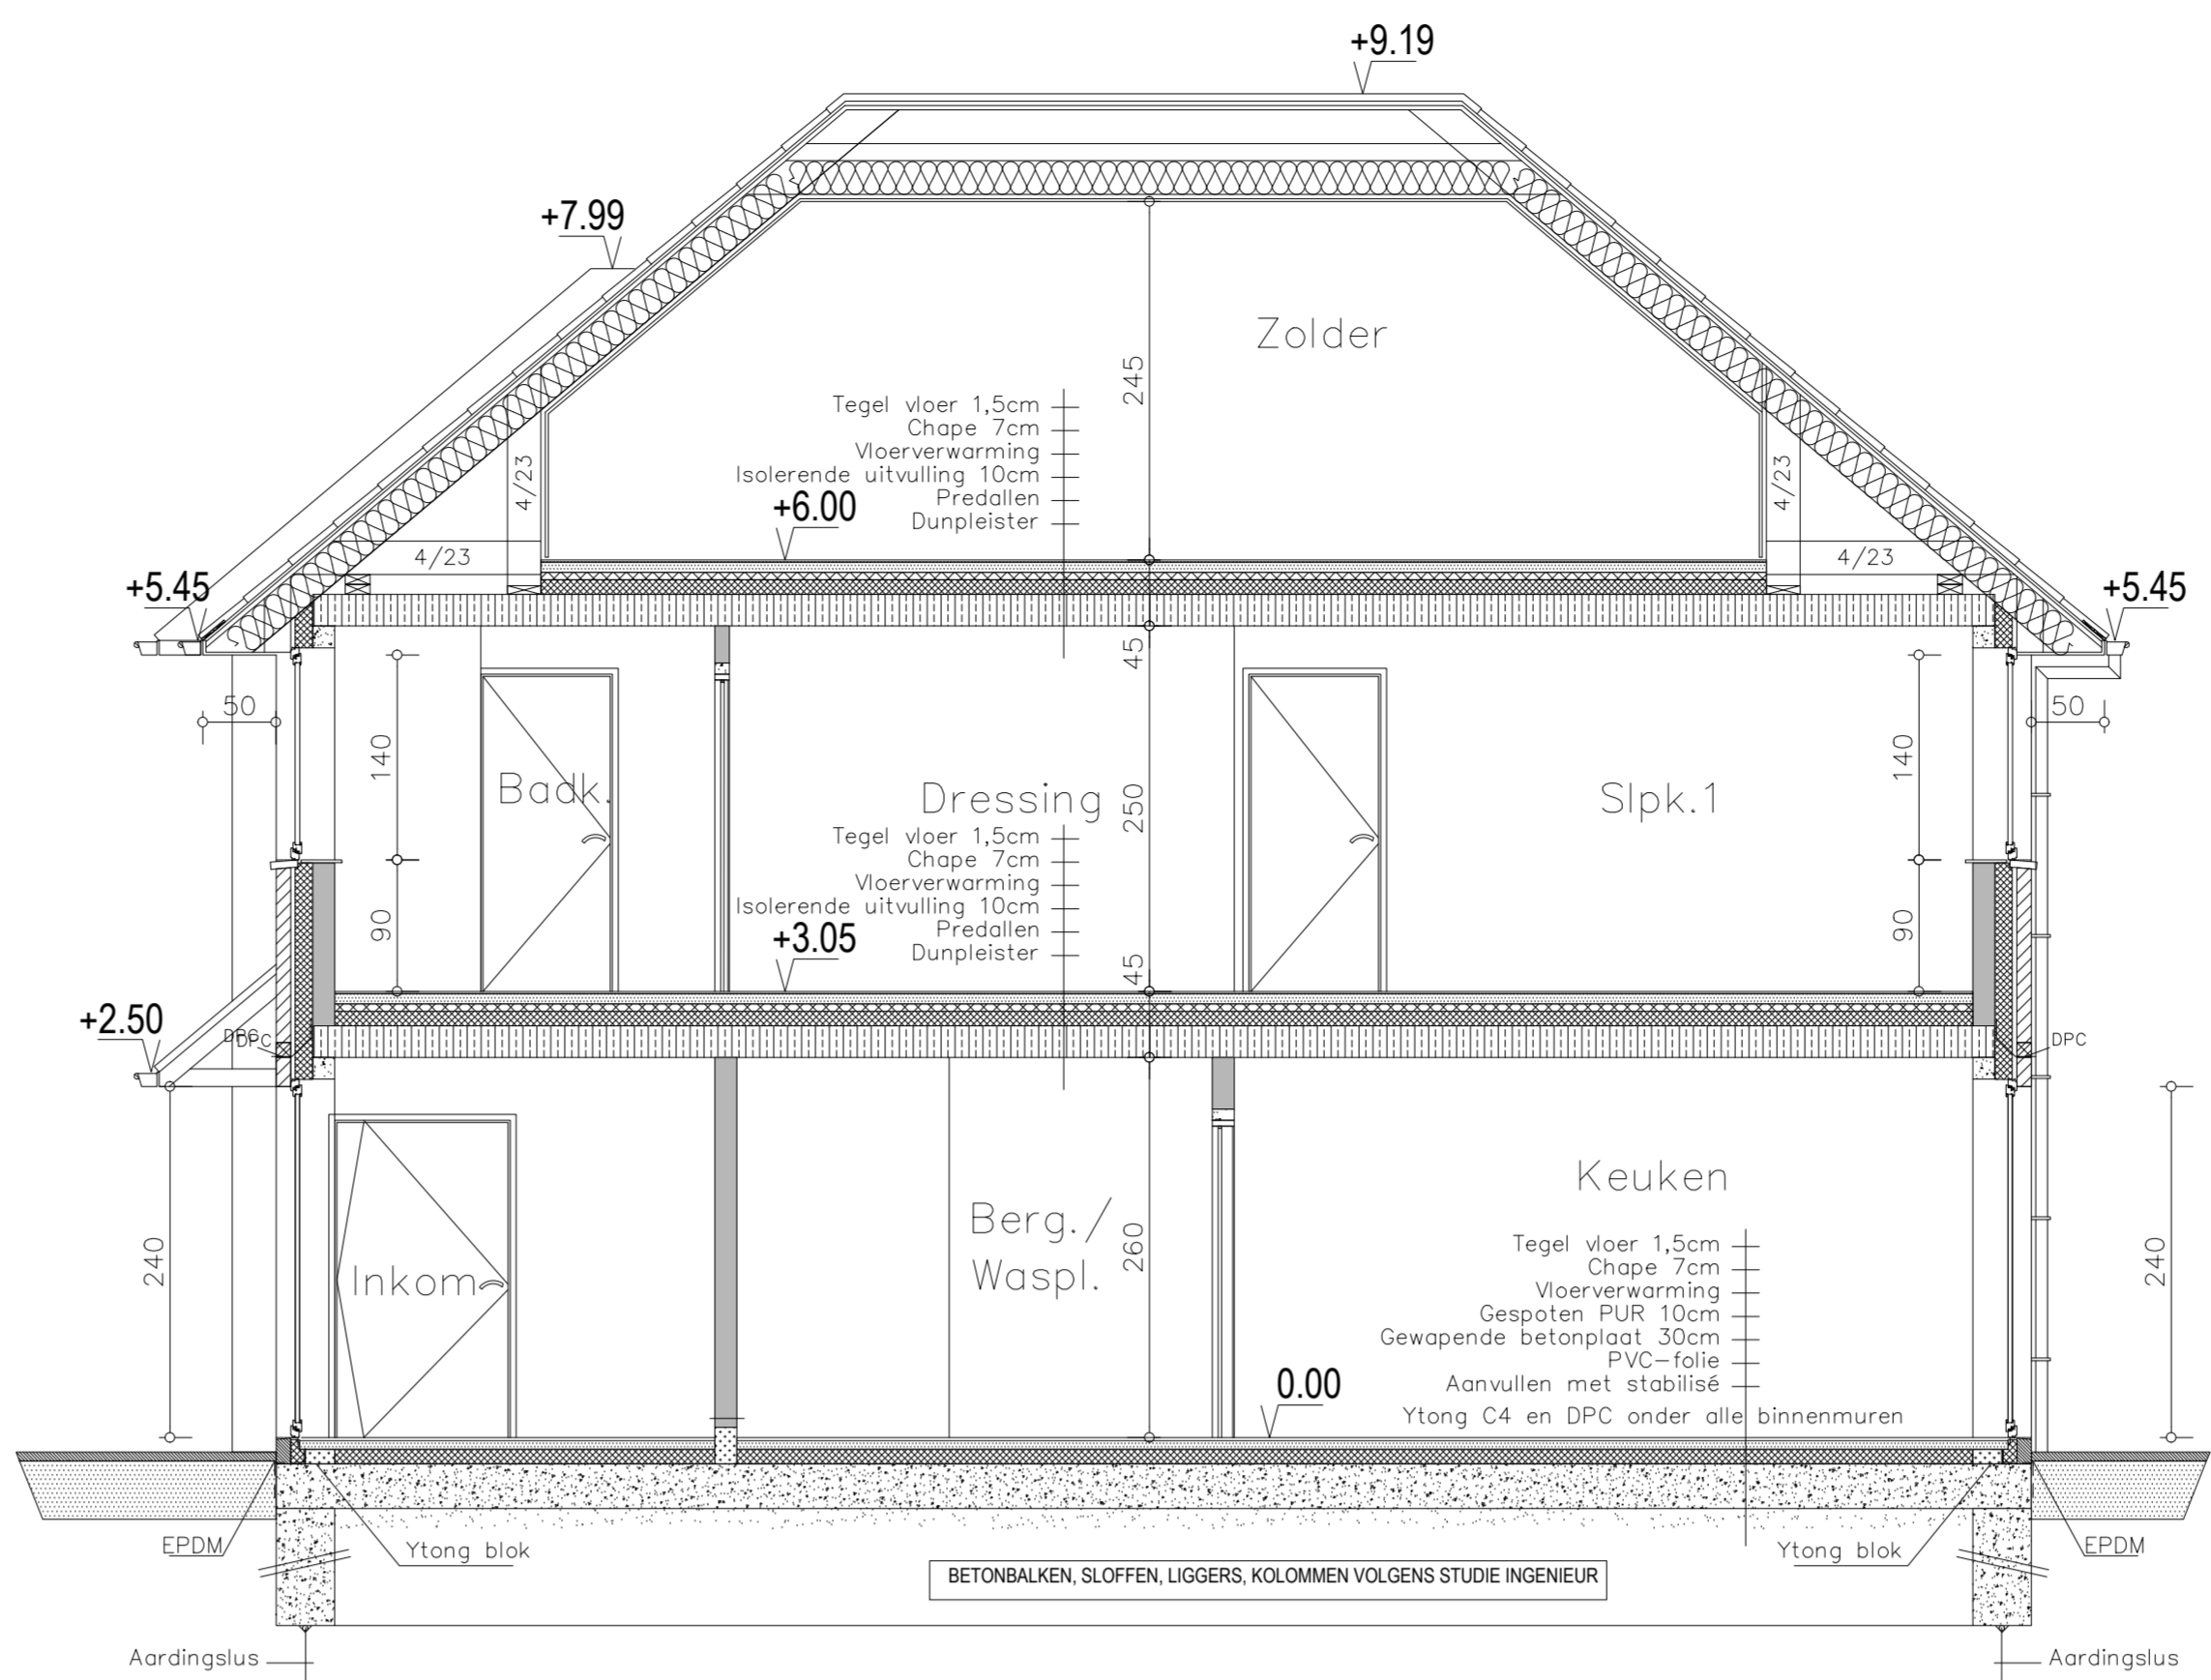 +9.19
+7.99
Zolder
245
Tegel vloer 1,5cm
Chape 7cm
Vloerverwarming
Isolerende uitvulling 10cm
Predallen
Dunpleister
+6.00
4/23
4/23
4/23
4/23
+5.45
+5.45
45
50
50
140
140
Badk.
Dressing
250
Slpk.1
Tegel vloer 1,5cm
Chape 7cm
Vloerverwarming
Isolerende uitvulling 10cm
Predallen
Dunpleister
90
90
+3.05
45
+2.50
DPC
DPC
DPC
Keuken
Berg./
Waspl.
260
Inkom
240
240
Tegel vloer 1,5cm
Chape 7cm
Vloerverwarming
Gespoten PUR 10cm
Gewapende betonplaat 30cm
PVC-folie
Aanvullen met stabilisé
Ytong C4 en DPC onder alle binnenmuren
0.00
EPDM
Ytong blok
Ytong blok
EPDM
BETONBALKEN, SLOFFEN, LIGGERS, KOLOMMEN VOLGENS STUDIE INGENIEUR
Aardingslus
Aardingslus